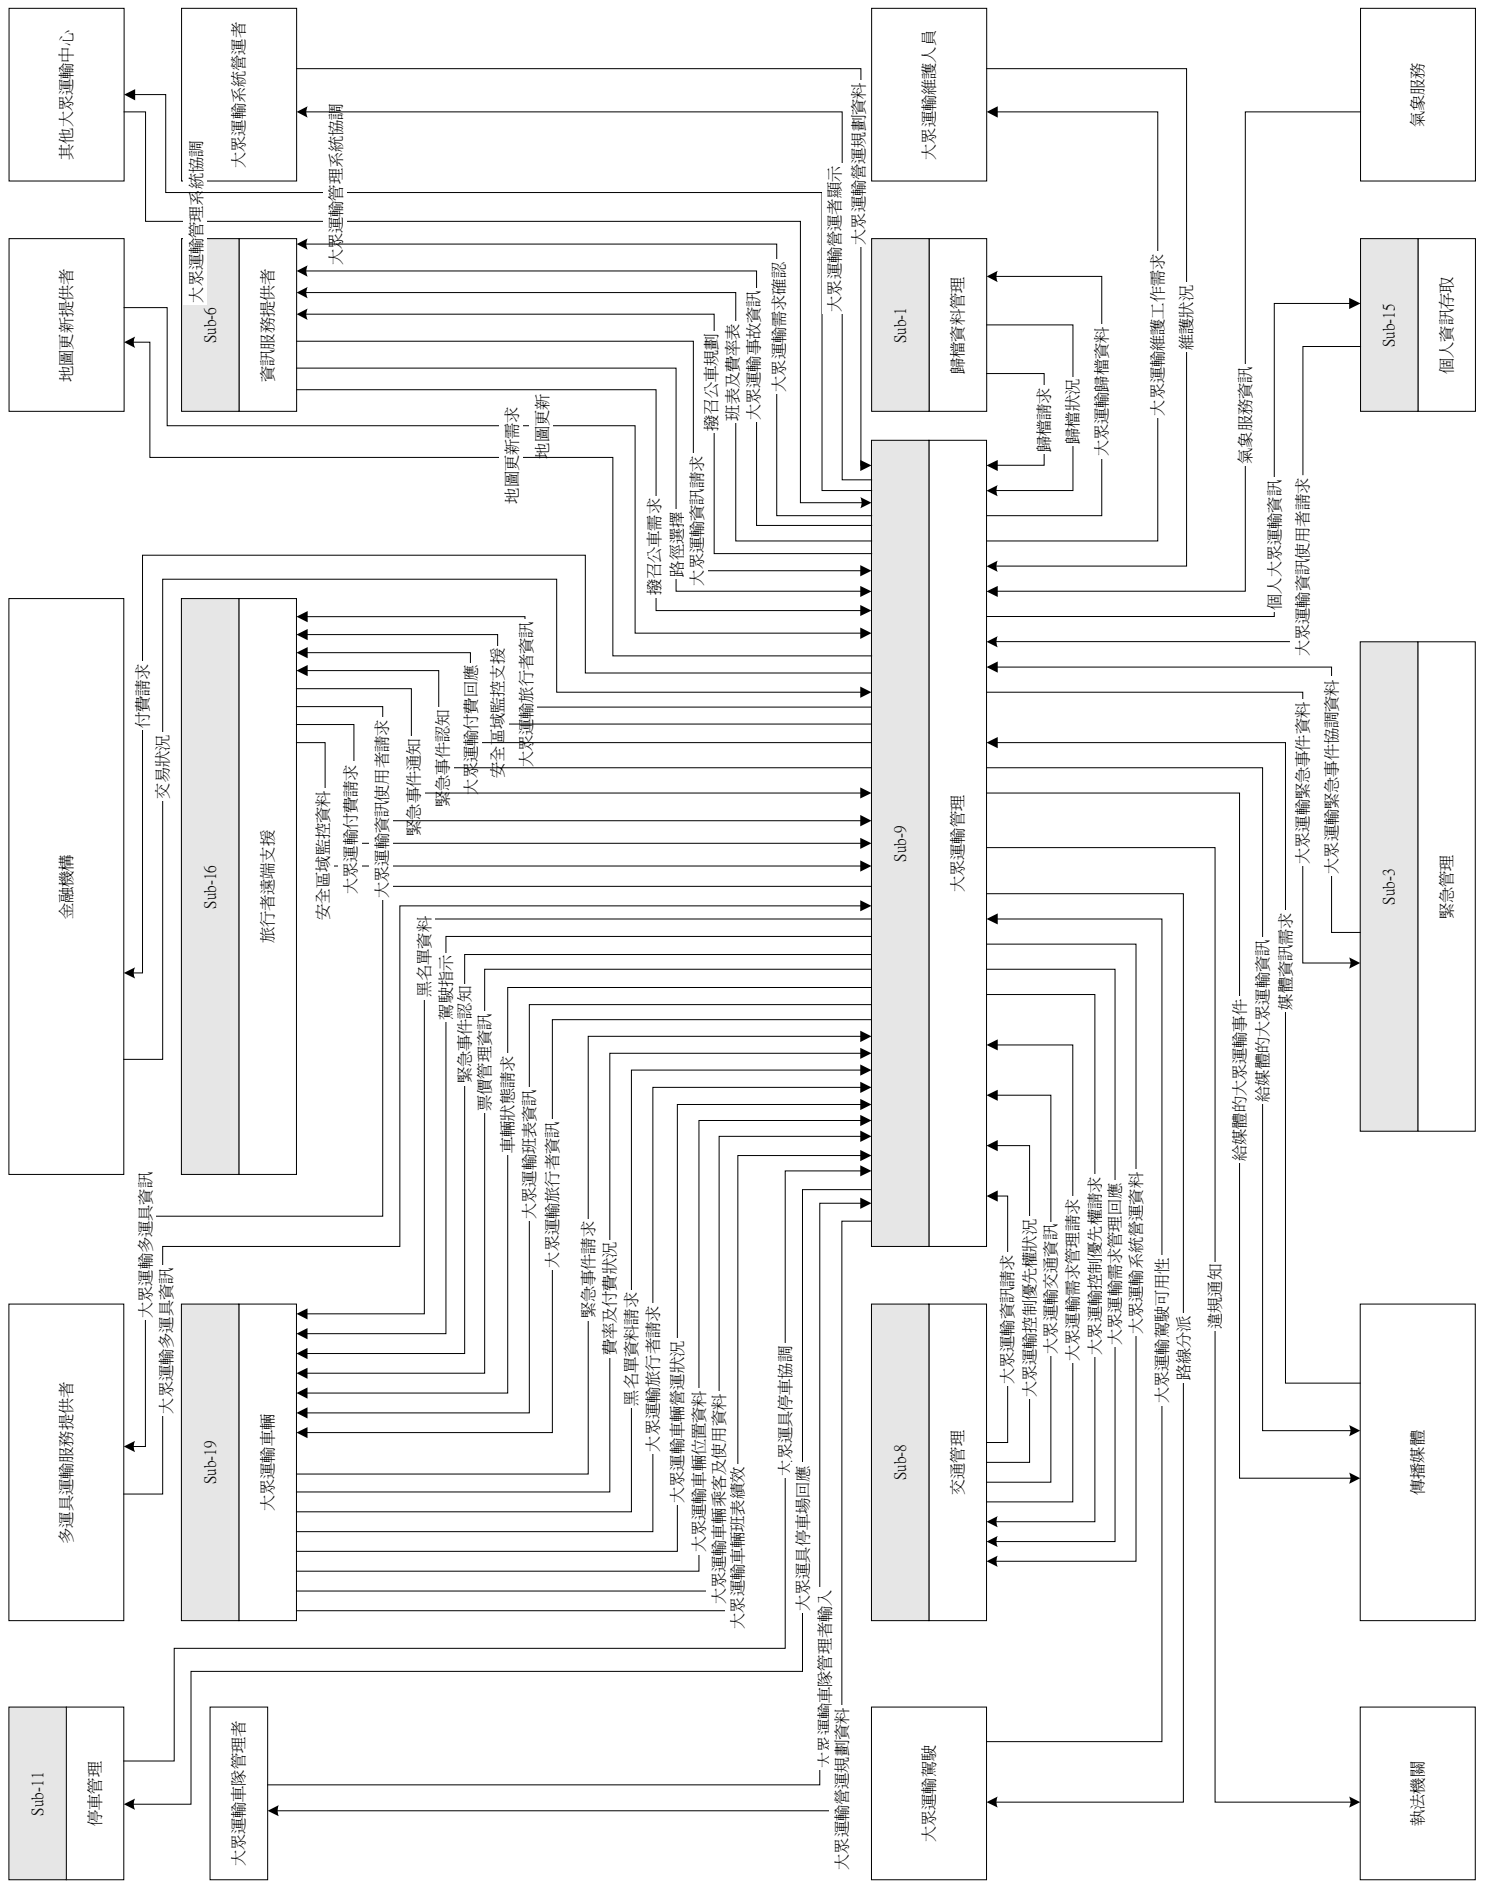 其他大眾運輸中心
大眾運輸系統營運者
大眾運輸維護人員
氣象服務
大眾運輸管理系統協調
大眾運輸管理系統協調
大眾運輸營運者顯示
大眾運輸營運規劃資料
地圖更新提供者
Sub-6
資訊服務提供者
Sub-1
歸檔資料管理
Sub-15
個人資訊存取
地圖更新需求
地圖更新
撥召公車需求
路徑選擇
大眾運輸資訊請求
撥召公車規劃
班表及費率表
大眾運輸事故資訊
大眾運輸需求確認
歸檔請求
歸檔狀況
大眾運輸歸檔資料
大眾運輸維護工作需求
維護狀況
氣象服務資訊
個人大眾運輸資訊
大眾運輸資訊使用者請求
金融機構
付費請求
交易狀況
Sub-16
旅行者遠端支援
安全區域監控資料
大眾運輸付費請求
大眾運輸資訊使用者請求
緊急事件通知
緊急事件認知
大眾運輸付費回應
安全區域監控支援
大眾運輸旅行者資訊
Sub-9
大眾運輸管理
大眾運輸緊急事件資料
大眾運輸緊急事件協調資料
Sub-3
緊急管理
給媒體的大眾運輸事件
給媒體的大眾運輸資訊
媒體資訊需求
大眾運輸多運具資訊
大眾運輸多運具資訊
黑名單資料
駕駛指示
緊急事件認知
票價管理資訊
車輛狀態請求
大眾運輸班表資訊
大眾運輸旅行者資訊
緊急事件請求
費率及付費狀況
黑名單資料請求
大眾運輸旅行者請求
大眾運輸車輛營運狀況
大眾運輸車輛位置資料
大眾運輸車輛乘客及使用資料
大眾運輸車輛班表績效
大眾運具停車協調
大眾運具停車場回應
大眾運輸車隊管理者輸入
大眾運輸營運規劃資料
大眾運輸資訊請求
大眾運輸控制優先權狀況
大眾運輸交通資訊
大眾運輸需求管理請求
大眾運輸控制優先權請求
大眾運輸需求管理回應
大眾運輸系統營運資料
大眾運輸駕駛可用性
路線分派
違規通知
多運具運輸服務提供者
Sub-19
大眾運輸車輛
Sub-8
交通管理
傳播媒體
Sub-11
停車管理
大眾運輸車隊管理者
大眾運輸駕駛
執法機關